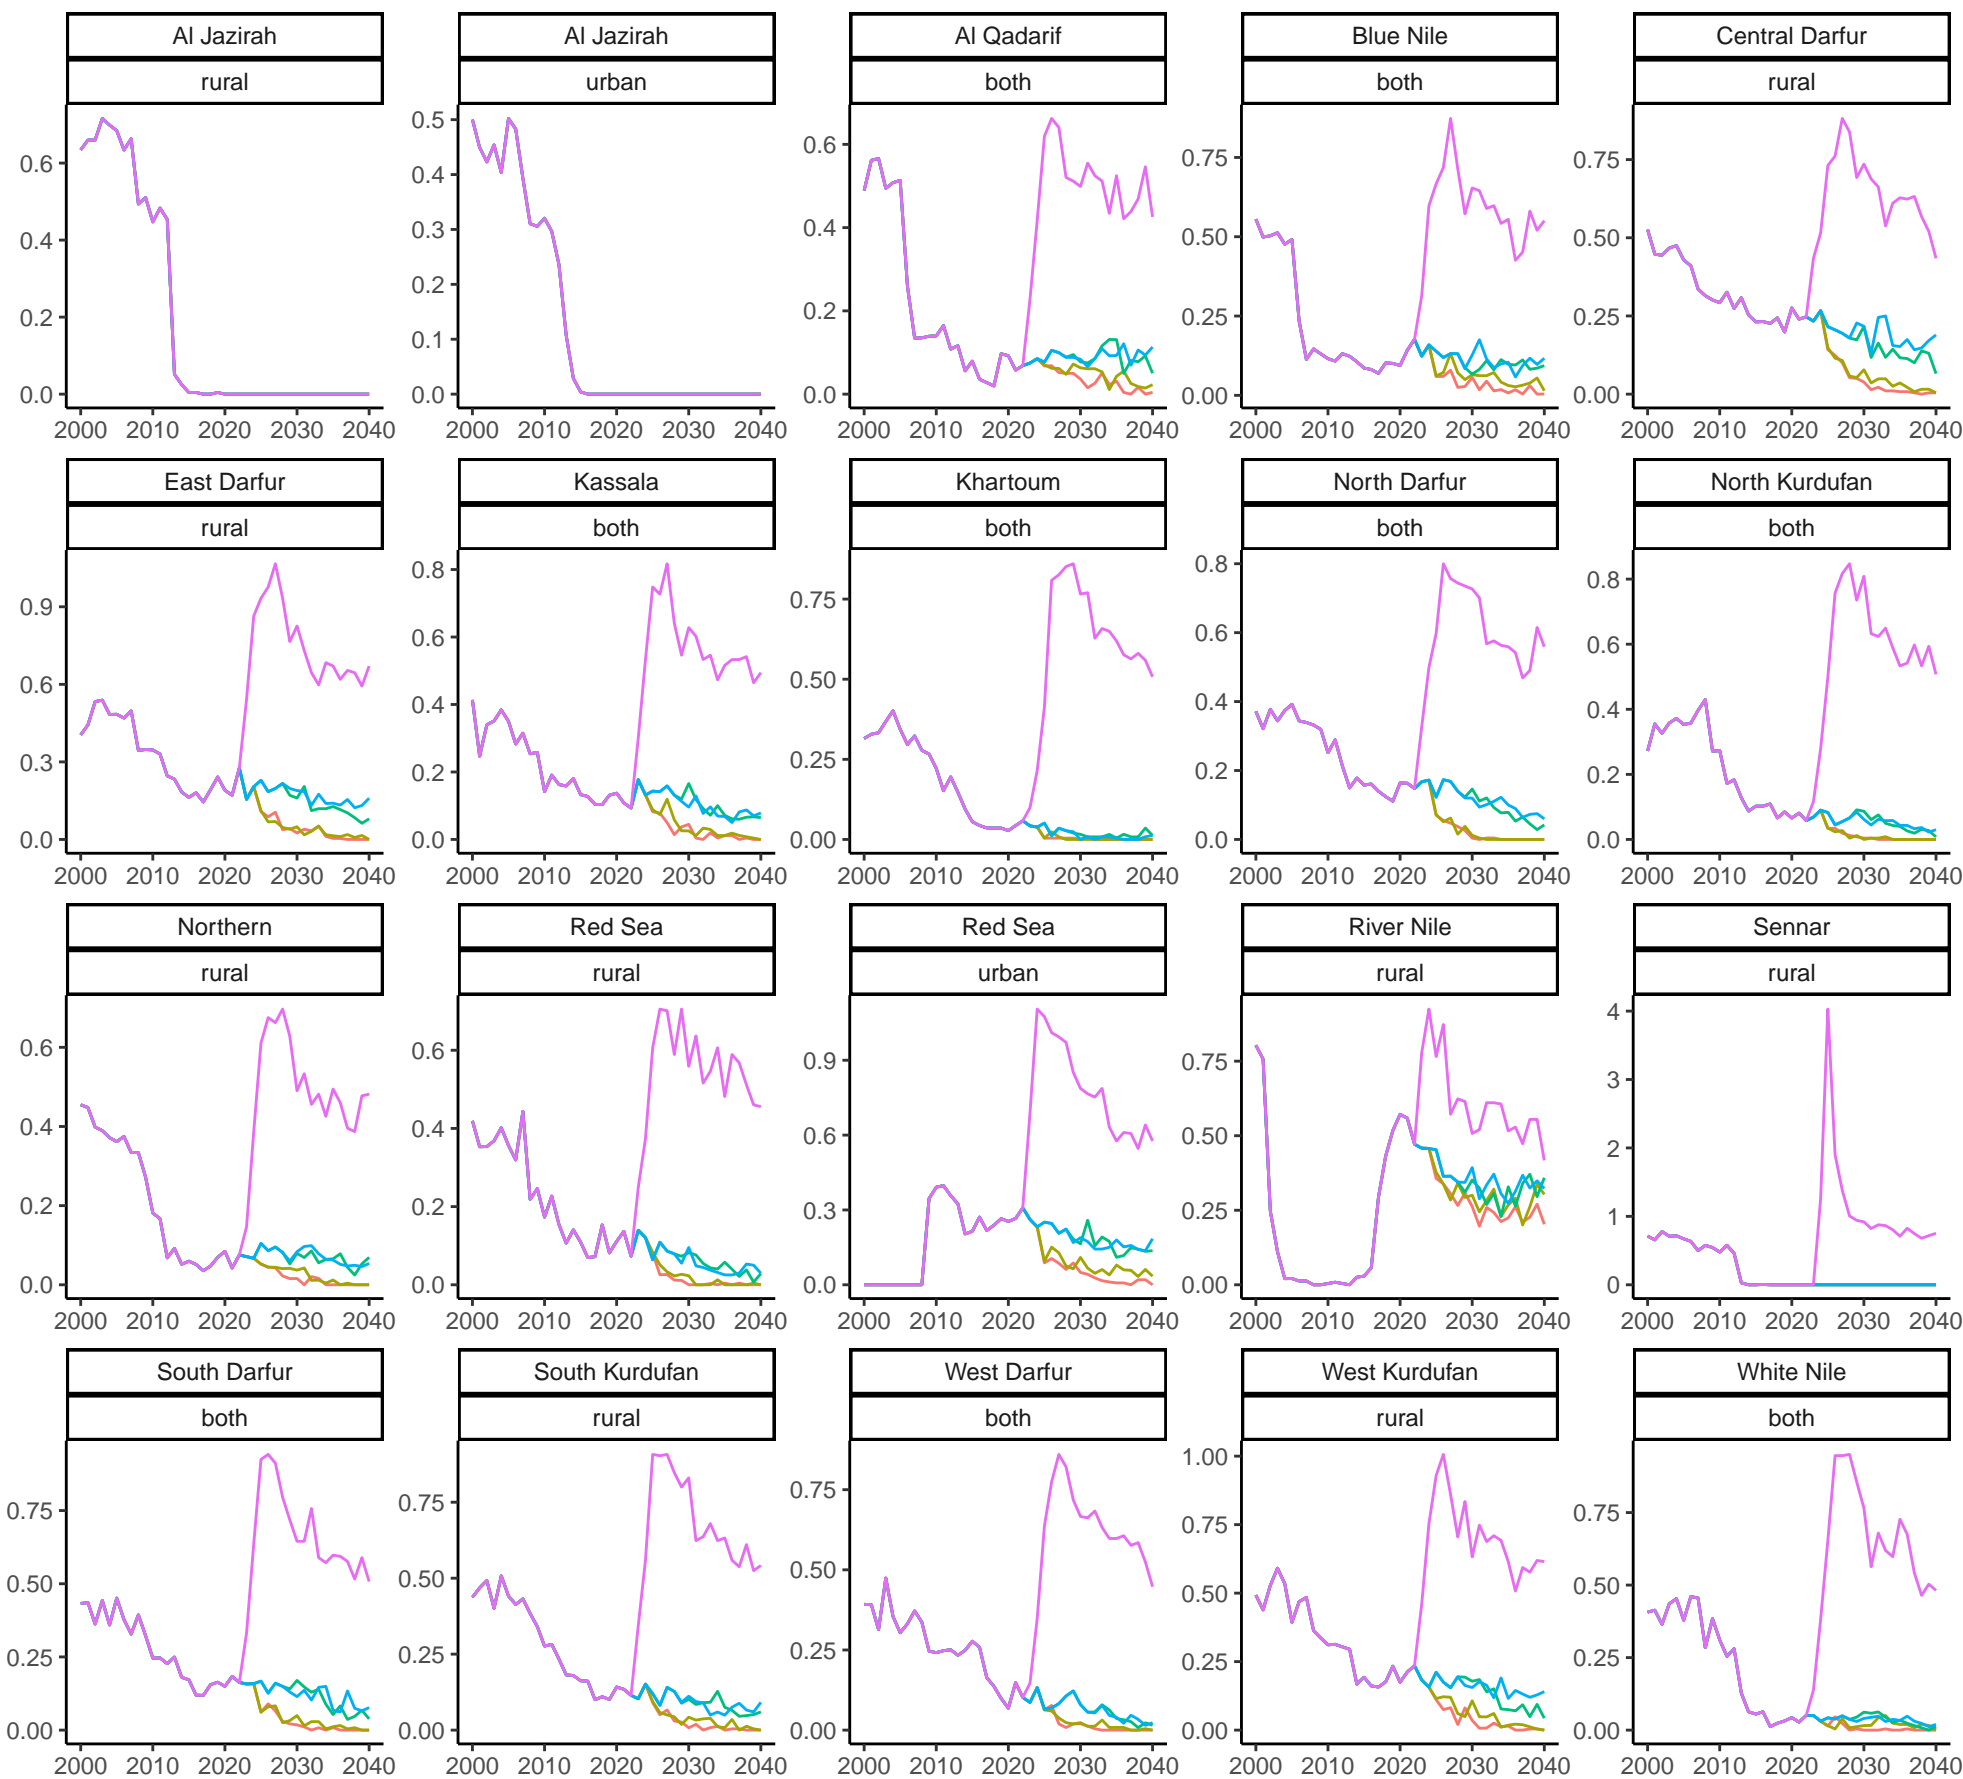 Al Jazirah Al Jazirah Al Qadarif Blue Nile Central Darfur
rural urban both both rural
0.6 0.4 0.2 0.0
0.5 0.4 0.3 0.2 0.1 0.0
0.6 0.4 0.2 0.0
0.75 0.50 0.25 0.00
0.75 0.50 0.25 0.00
2000 2010 2020 2030 2040 2000 2010 2020 2030 2040 2000 2010 2020 2030 2040 2000 2010 2020 2030 2040 2000 2010 2020 2030 2040
East Darfur Kassala Khartoum North Darfur North Kurdufan
rural both both both both
0.9 0.6 0.3 0.0
0.8 0.6 0.4 0.2 0.0
0.75 0.50 0.25 0.00
0.8 0.6 0.4 0.2 0.0
0.8 0.6 0.4 0.2 0.0
2000 2010 2020 2030 2040 2000 2010 2020 2030 2040 2000 2010 2020 2030 2040 2000 2010 2020 2030 2040 2000 2010 2020 2030 2040
Northern Red Sea Red Sea River Nile Sennar
rural rural urban rural rural
0.6 0.4 0.2 0.0
0.6 0.4 0.2 0.0
0.9 0.6 0.3 0.0
0.75 0.50 0.25 0.00
4 3 2 1 0
2000 2010 2020 2030 2040 2000 2010 2020 2030 2040 2000 2010 2020 2030 2040 2000 2010 2020 2030 2040 2000 2010 2020 2030 2040
South Darfur South Kurdufan West Darfur West Kurdufan White Nile
both rural both rural both
0.75 0.50 0.25 0.00
0.75 0.50 0.25 0.00
0.75 0.50 0.25 0.00
1.00 0.75 0.50 0.25 0.00
0.75 0.50 0.25 0.00
2000 2010 2020 2030 2040 2000 2010 2020 2030 2040 2000 2010 2020 2030 2040 2000 2010 2020 2030 2040 2000 2010 2020 2030 2040